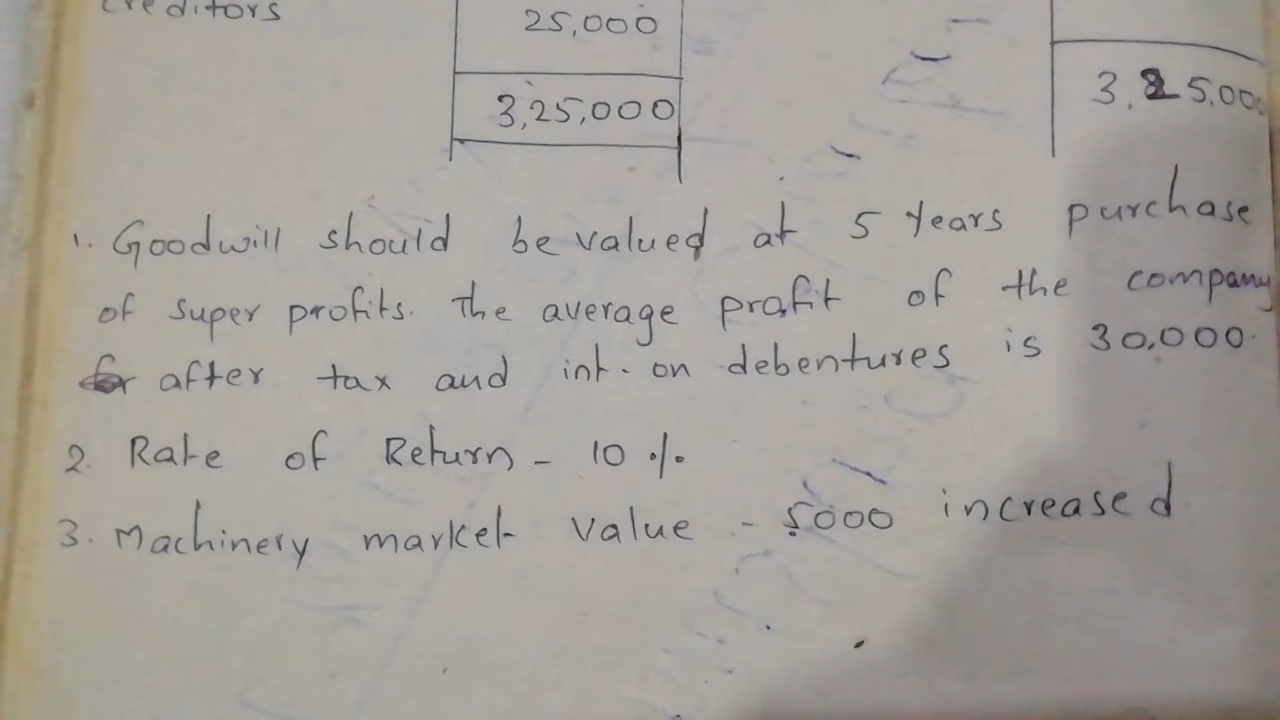 creditors
25,000
3,25,000
3,25,00
1. Goodwill should be valued at 5 Years purchase
of super profits. The average profit of the company
after tax and int. on debentures is 30,000.
2. Rate of Return - 10 %
3. Machinery market value - 5000 increased